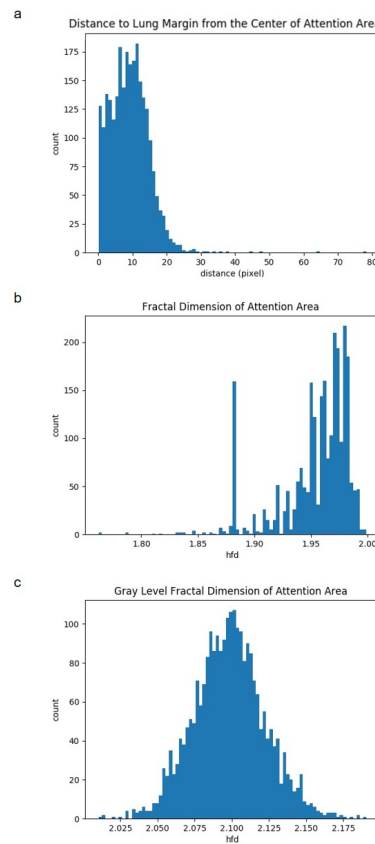 a
Distance to Lung Margin from the Center of Attention Area
175
150
125
100
75
50
25
0
count
0 10 20 30 40 50 60 70 80
distance (pixel)
b
Fractal Dimension of Attention Area
200
150
100
50
0
count
1.80 1.85 1.90 1.95 2.00
hfd
c
Gray Level Fractal Dimension of Attention Area
100
80
60
40
20
0
count
2.025 2.050 2.075 2.100 2.125 2.150 2.175
hfd